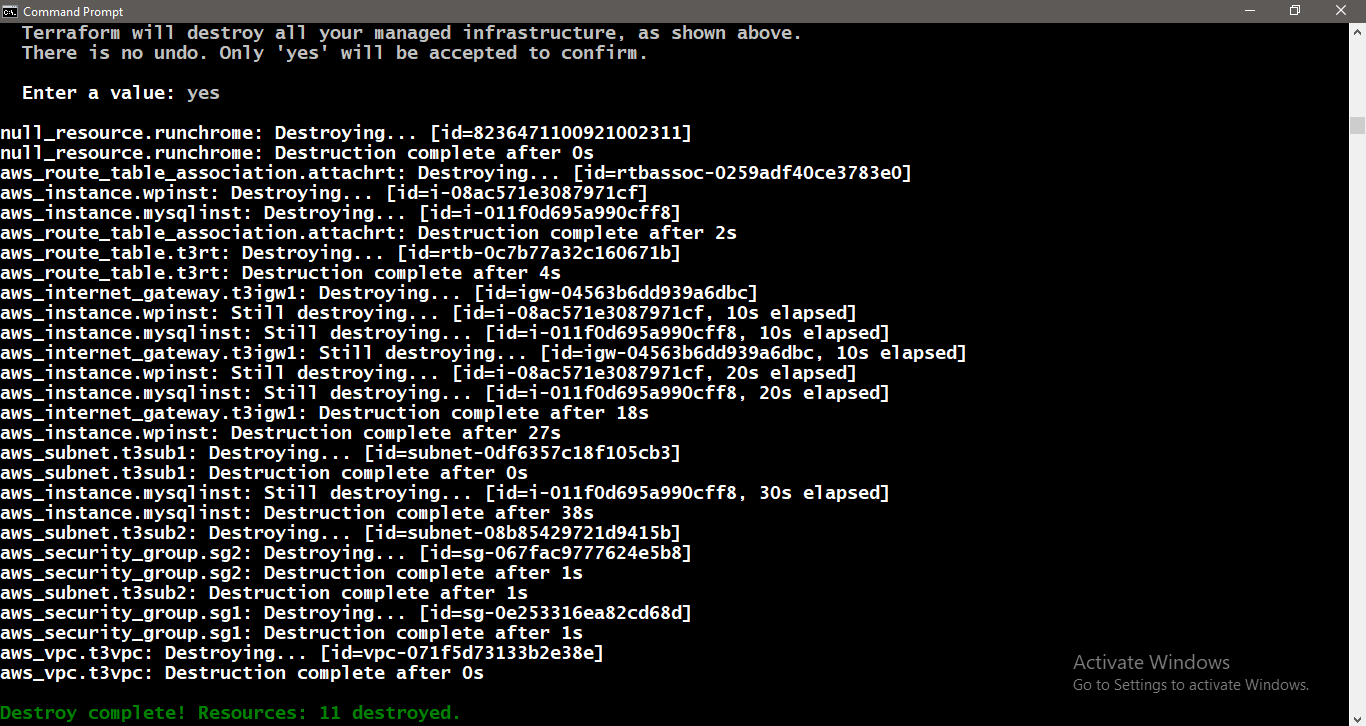 Command Prompt
Terraform will destroy all your managed infrastructure, as shown above.
There is no undo. Only 'yes' will be accepted to confirm.
Enter a value: yes
null_resource.runchrome: Destroying... [id=8236471100921002311]
null_resource.runchrome: Destruction complete after 0s
aws_route_table_association.attachrt: Destroying... [id=rtbassoc-0259adf40ce3783e0]
aws_instance.wpinst: Destroying... [id=i-08ac571e3087971cf]
aws_instance.mysqlinst: Destroying... [id=i-011f0d695a990cff8]
aws_route_table_association.attachrt: Destruction complete after 2s
aws_route_table.t3rt: Destroying... [id=rtb-0c7b77a32c160671b]
aws_route_table.t3rt: Destruction complete after 4s
aws_internet_gateway.t3igw1: Destroying... [id=igw-04563b6dd939a6dbc]
aws_instance.wpinst: Still destroying... [id=i-08ac571e3087971cf, 10s elapsed]
aws_instance.mysqlinst: Still destroying... [id=i-011f0d695a990cff8, 10s elapsed]
aws_internet_gateway.t3igw1: Still destroying... [id=igw-04563b6dd939a6dbc, 10s elapsed]
aws_instance.wpinst: Still destroying... [id=i-08ac571e3087971cf, 20s elapsed]
aws_instance.mysqlinst: Still destroying... [id=i-011f0d695a990cff8, 20s elapsed]
aws_internet_gateway.t3igw1: Destruction complete after 18s
aws_instance.wpinst: Destruction complete after 27s
aws_subnet.t3sub1: Destroying... [id=subnet-0df6357c18f105cb3]
aws_subnet.t3sub1: Destruction complete after 0s
aws_instance.mysqlinst: Still destroying... [id=i-011f0d695a990cff8, 30s elapsed]
aws_instance.mysqlinst: Destruction complete after 38s
aws_subnet.t3sub2: Destroying... [id=subnet-08b85429721d9415b]
aws_security_group.sg2: Destroying... [id=sg-067fac9777624e5b8]
aws_security_group.sg2: Destruction complete after 1s
aws_subnet.t3sub2: Destruction complete after 1s
aws_security_group.sg1: Destroying... [id=sg-0e253316ea82cd68d]
aws_security_group.sg1: Destruction complete after 1s
aws_vpc.t3vpc: Destroying... [id=vpc-071f5d73133b2e38e]
aws_vpc.t3vpc: Destruction complete after 0s
Activate Windows
Go to Settings to activate Windows.
Destroy complete! Resources: 11 destroyed.